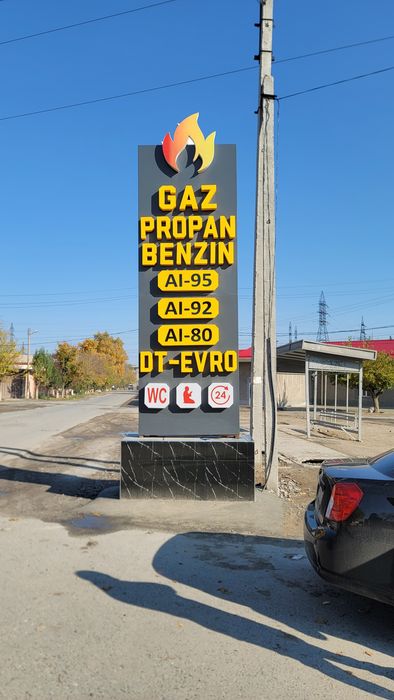 GAZ
PROPAN
BENZIN
AI-95
AI-92
AI-80
DT-EVRO
WC 24